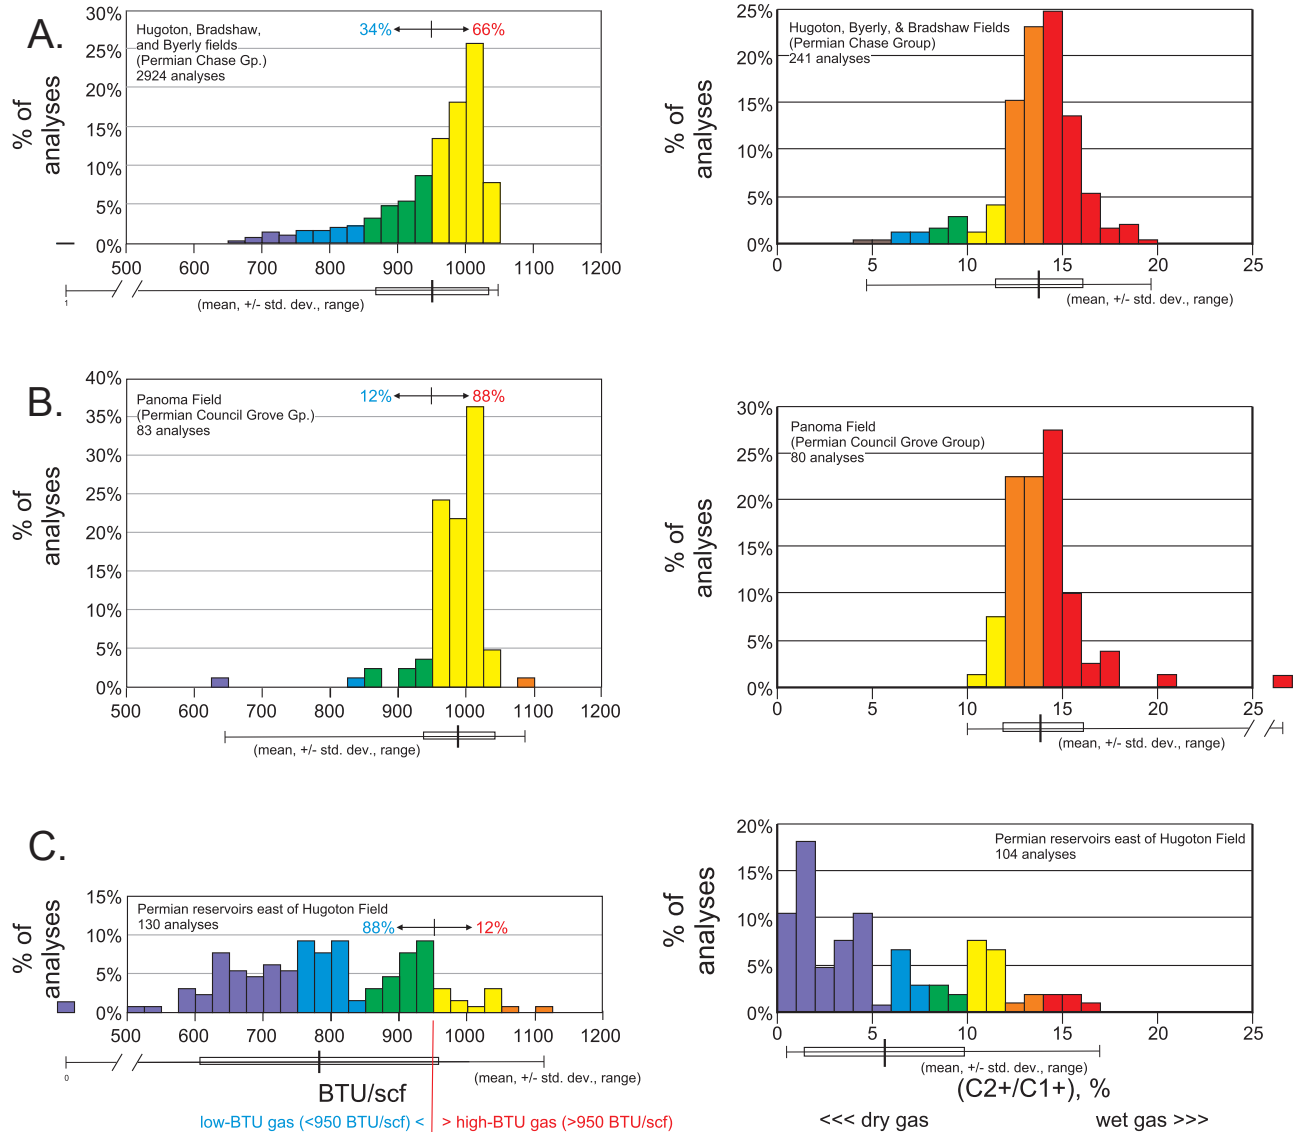 A.
% of
analyses
30%
25%
20%
15%
10%
5%
0%
Hugoton, Bradshaw,
and Byerly fields
(Permian Chase Gp.)
2924 analyses
34%
66%
500
600
700
800
900
1000
1100
1200
1
(mean, +/- std. dev., range)
% of
analyses
25%
20%
15%
10%
5%
0%
Hugoton, Byerly, & Bradshaw Fields
(Permian Chase Group)
241 analyses
0
5
10
15
20
25
(mean, +/- std. dev., range)
B.
% of
analyses
40%
35%
30%
25%
20%
15%
10%
5%
0%
Panoma Field
(Permian Council Grove Gp.)
83 analyses
12%
88%
500
600
700
800
900
1000
1100
1200
(mean, +/- std. dev., range)
% of
analyses
30%
25%
20%
15%
10%
5%
0%
Panoma Field
(Permian Council Grove Group)
80 analyses
0
5
10
15
20
25
(mean, +/- std. dev., range)
C.
% of
analyses
15%
10%
5%
0%
Permian reservoirs east of Hugoton Field
130 analyses
88%
12%
500
600
700
800
900
1000
1100
1200
0
(mean, +/- std. dev., range)
BTU/scf
low-BTU gas (<950 BTU/scf) <
> high-BTU gas (>950 BTU/scf)
% of
analyses
20%
15%
10%
5%
0%
Permian reservoirs east of Hugoton Field
104 analyses
0
5
10
15
20
25
(mean, +/- std. dev., range)
(C2+/C1+), %
<<< dry gas
wet gas >>>